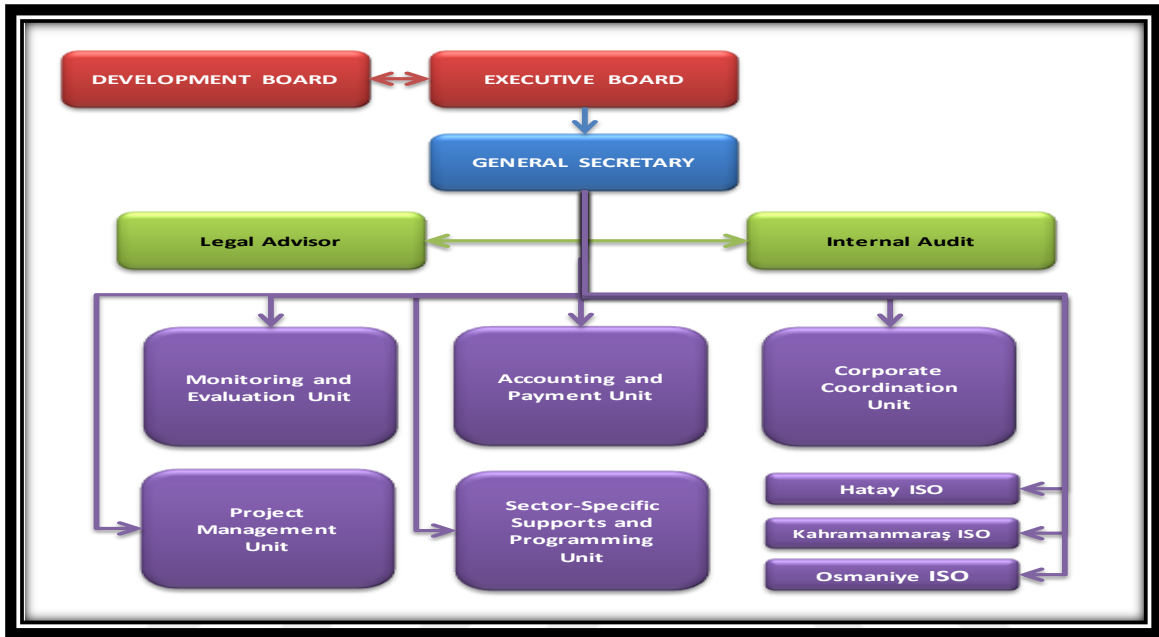 DEVELOPMENT BOARD
EXECUTIVE BOARD
GENERAL SECRETARY
Legal Advisor
Internal Audit
Monitoring and
Evaluation Unit
Accounting and
Payment Unit
Corporate
Coordination
Unit
Project
Management
Unit
Sector-Specific
Supports and
Programming
Unit
Hatay ISO
Kahramanmaraş ISO
Osmaniye ISO